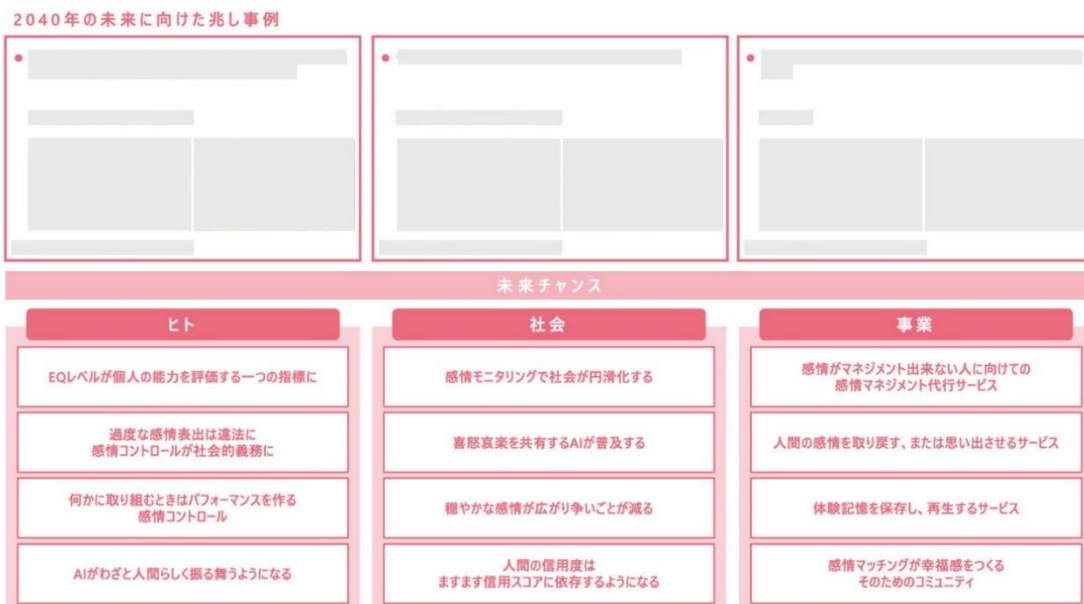 2040年の未来に向けた兆し事例
未来チャンス
ヒト
EQレベルが個人の能力を評価する一つの指標に
過度な感情表出は違法に
感情コントロールが社会的義務に
何かに取り組むときはパフォーマンスを作る
感情コントロール
AIがわざと人間らしく振る舞うようになる
社会
感情モニタリングで社会が円滑化する
喜怒哀楽を共有するAIが普及する
穏やかな感情が広がり争いごとが減る
人間の信用度は
ますます信用スコアに依存するようになる
事業
感情がマネジメント出来ない人に向けての
感情マネジメント代行サービス
人間の感情を取り戻す、または思い出させるサービス
体験記憶を保存し、再生するサービス
感情マッチングが幸福感をつくる
そのためのコミュニティ